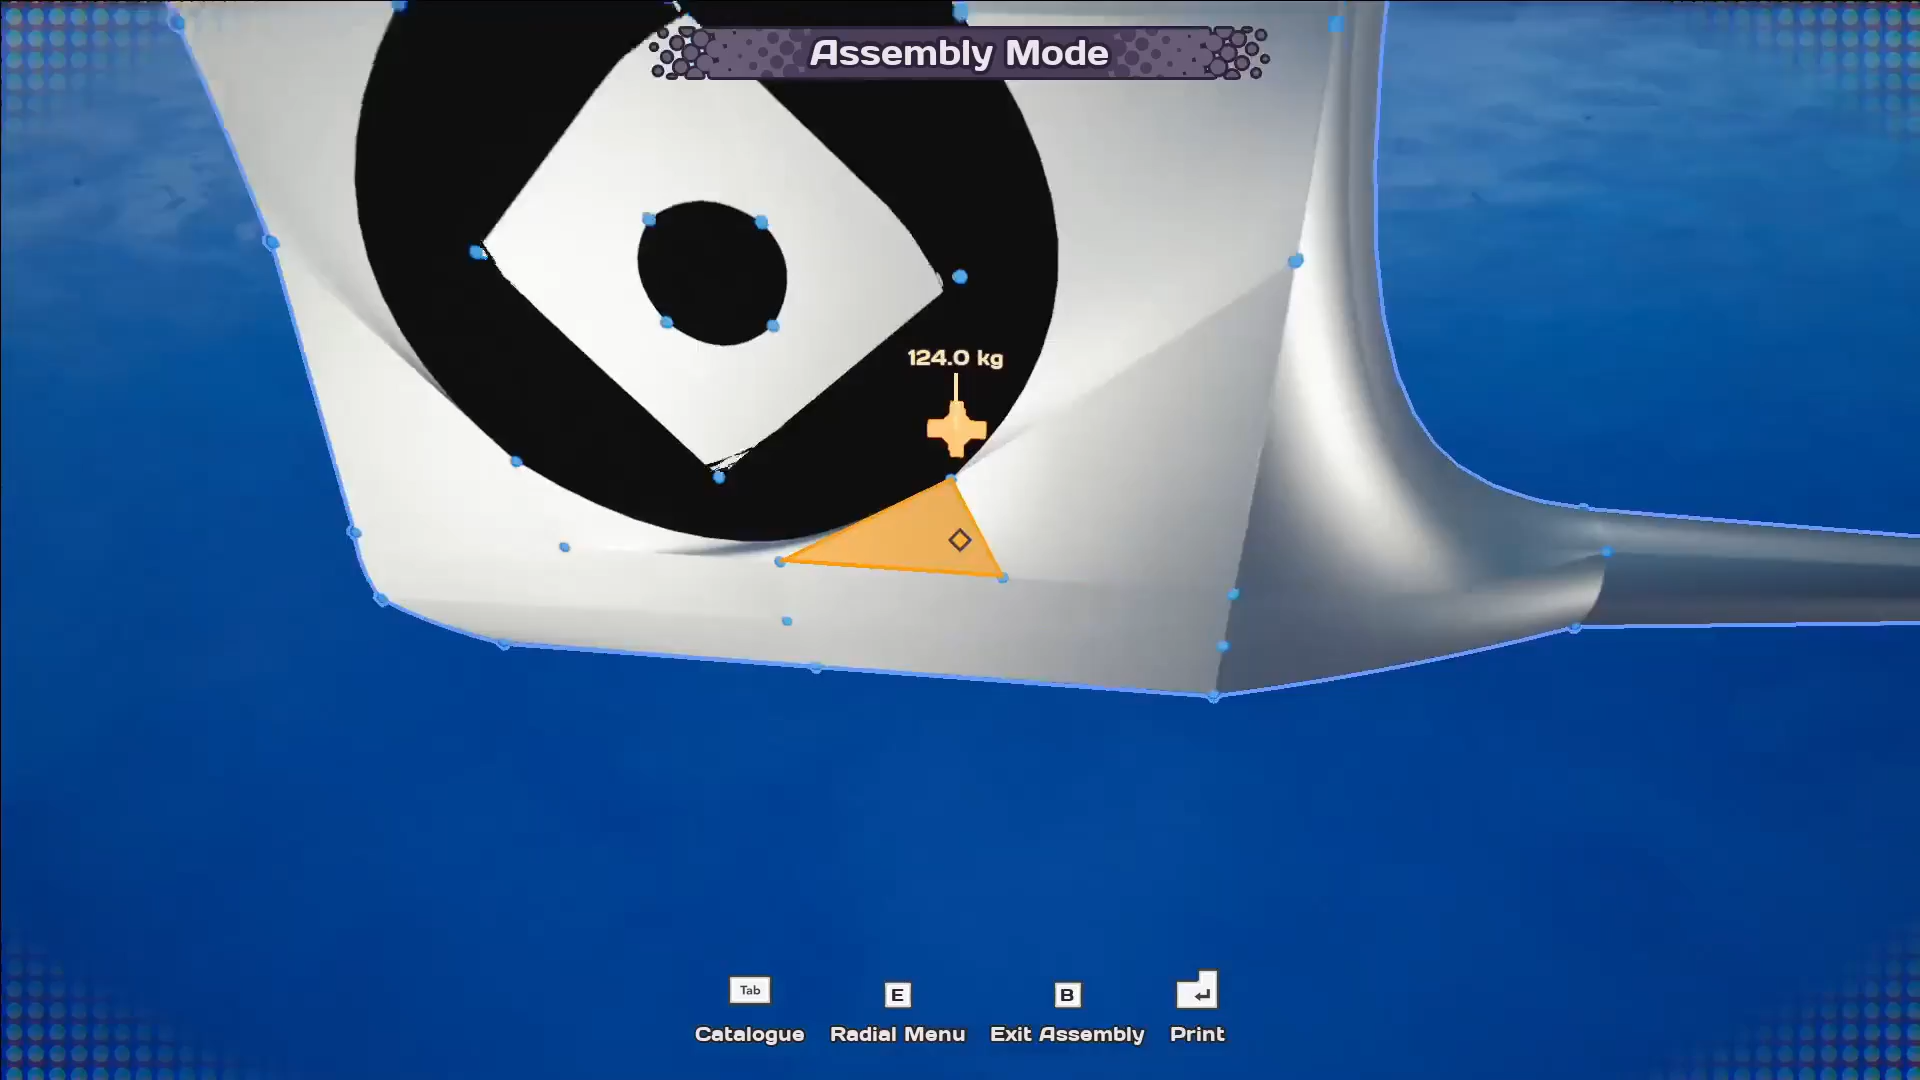 Assembly Mode
124.0 kg
Tab
E
B
Catalogue
Radial Menu
Exit Assembly
Print